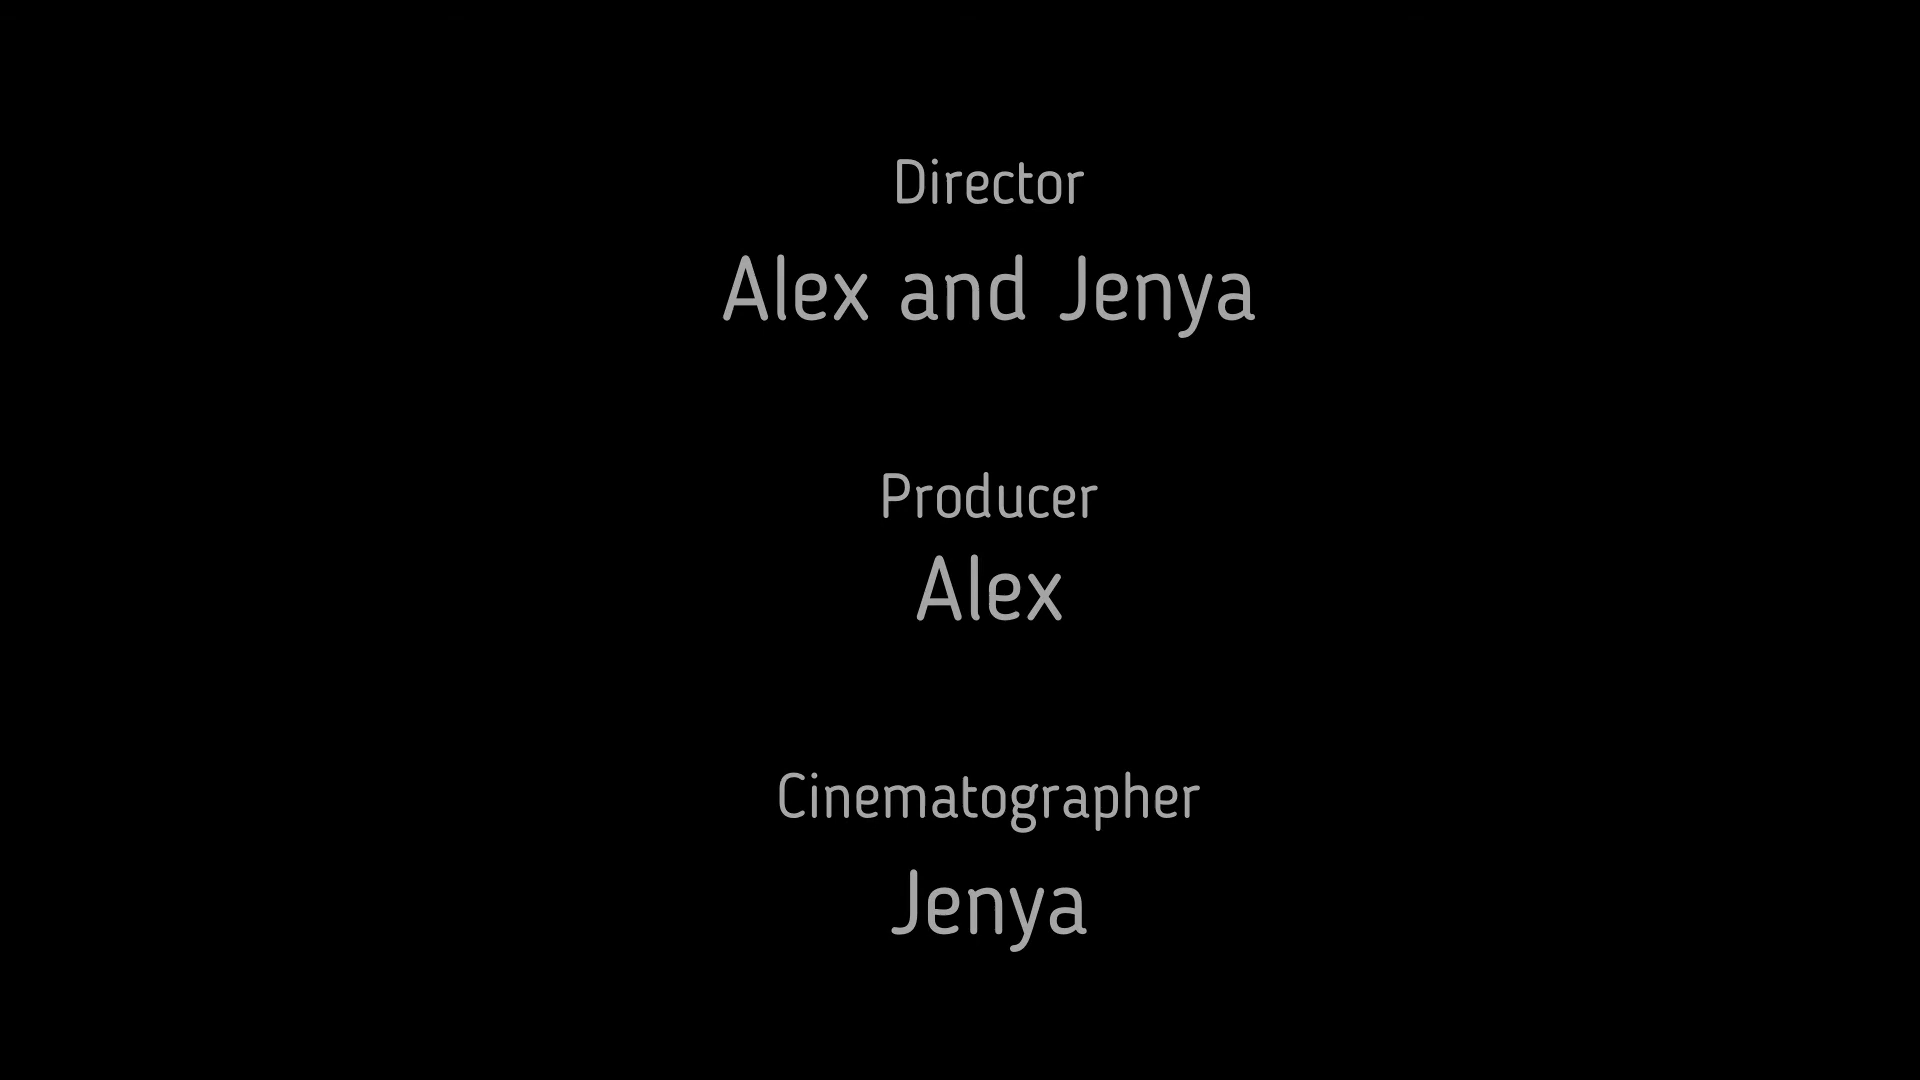 Director
Alex and Jenya
Producer
Alex
Cinematographer
Jenya